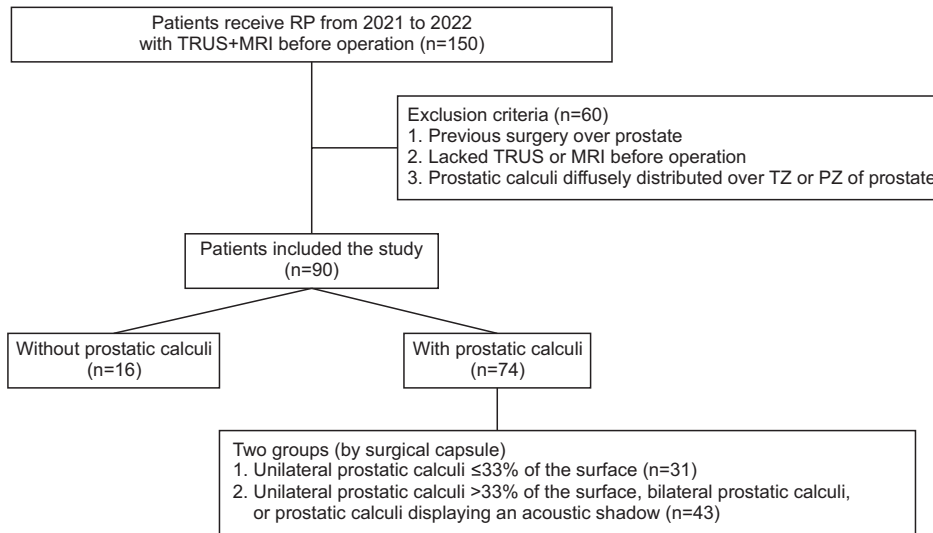 Patients receive RP from 2021 to 2022
with TRUS+MRI before operation (n=150)
Exclusion criteria (n=60)
1. Previous surgery over prostate
2. Lacked TRUS or MRI before operation
3. Prostatic calculi diffusely distributed over TZ or PZ of prostate
Patients included the study
(n=90)
Without prostatic calculi
(n=16)
With prostatic calculi
(n=74)
Two groups (by surgical capsule)
1. Unilateral prostatic calculi ≤33% of the surface (n=31)
2. Unilateral prostatic calculi >33% of the surface, bilateral prostatic calculi,
or prostatic calculi displaying an acoustic shadow (n=43)